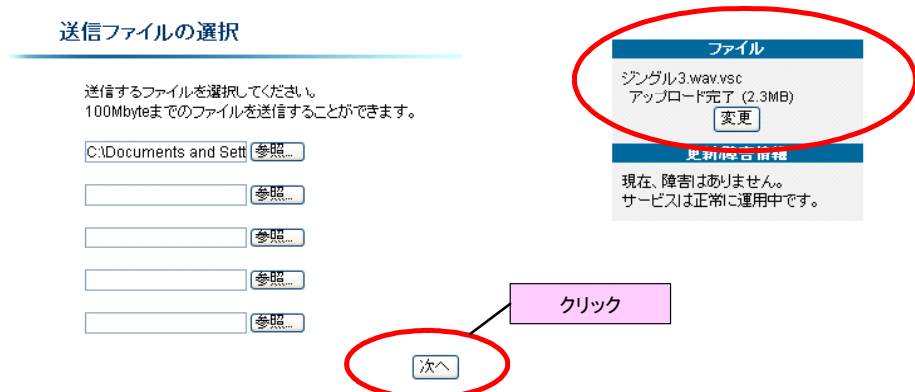 送信ファイルの選択
送信するファイルを選択してください。
100Mbyteまでのファイルを送信することができます。
C:\Documents and Sett 参照...
参照...
参照...
参照...
参照...
次へ
クリック
ファイル
ジングル3.wav.vsc
アップロード完了 (2.3MB)
変更
更新/障害情報
現在、障害はありません。
サービスは正常に運用中です。